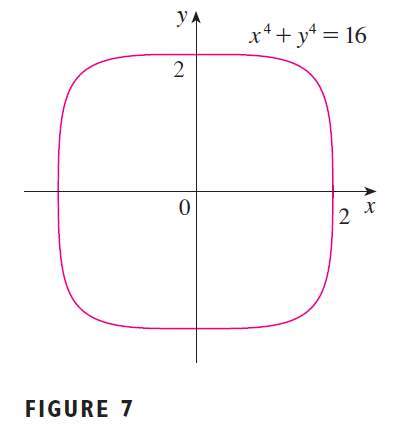 y
x⁴ + y⁴ = 16
2
0
2
x
FIGURE 7